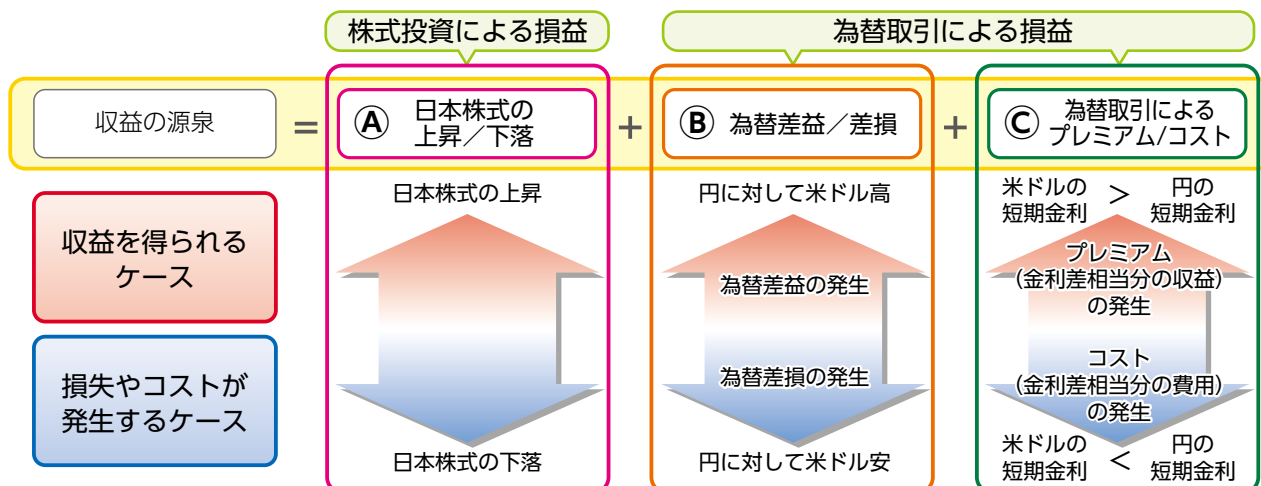 株式投資による損益
為替取引による損益
収益の源泉
=
Ⓐ 日本株式の
上昇／下落
+
Ⓑ 為替差益／差損
+
Ⓒ 為替取引による
プレミアム/コスト
収益を得られる
ケース
損失やコストが
発生するケース
日本株式の上昇
日本株式の下落
円に対して米ドル高
為替差益の発生
為替差損の発生
円に対して米ドル安
米ドルの
短期金利
>
円の
短期金利
プレミアム
(金利差相当分の収益)
の発生
コスト
(金利差相当分の費用)
の発生
米ドルの
短期金利
<
円の
短期金利